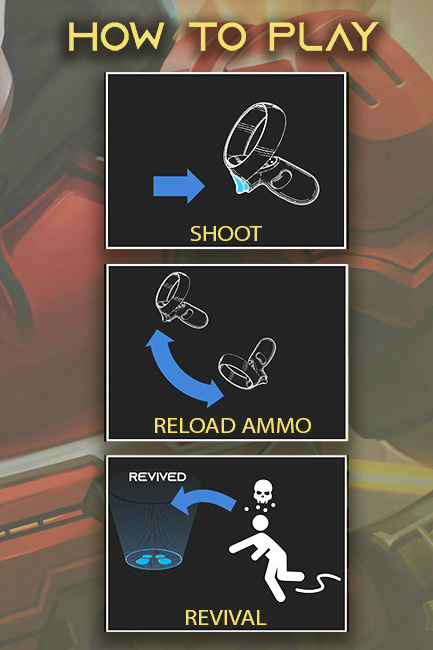 HOW TO PLAY
SHOOT
RELOAD AMMO
REVIVED
REVIVAL